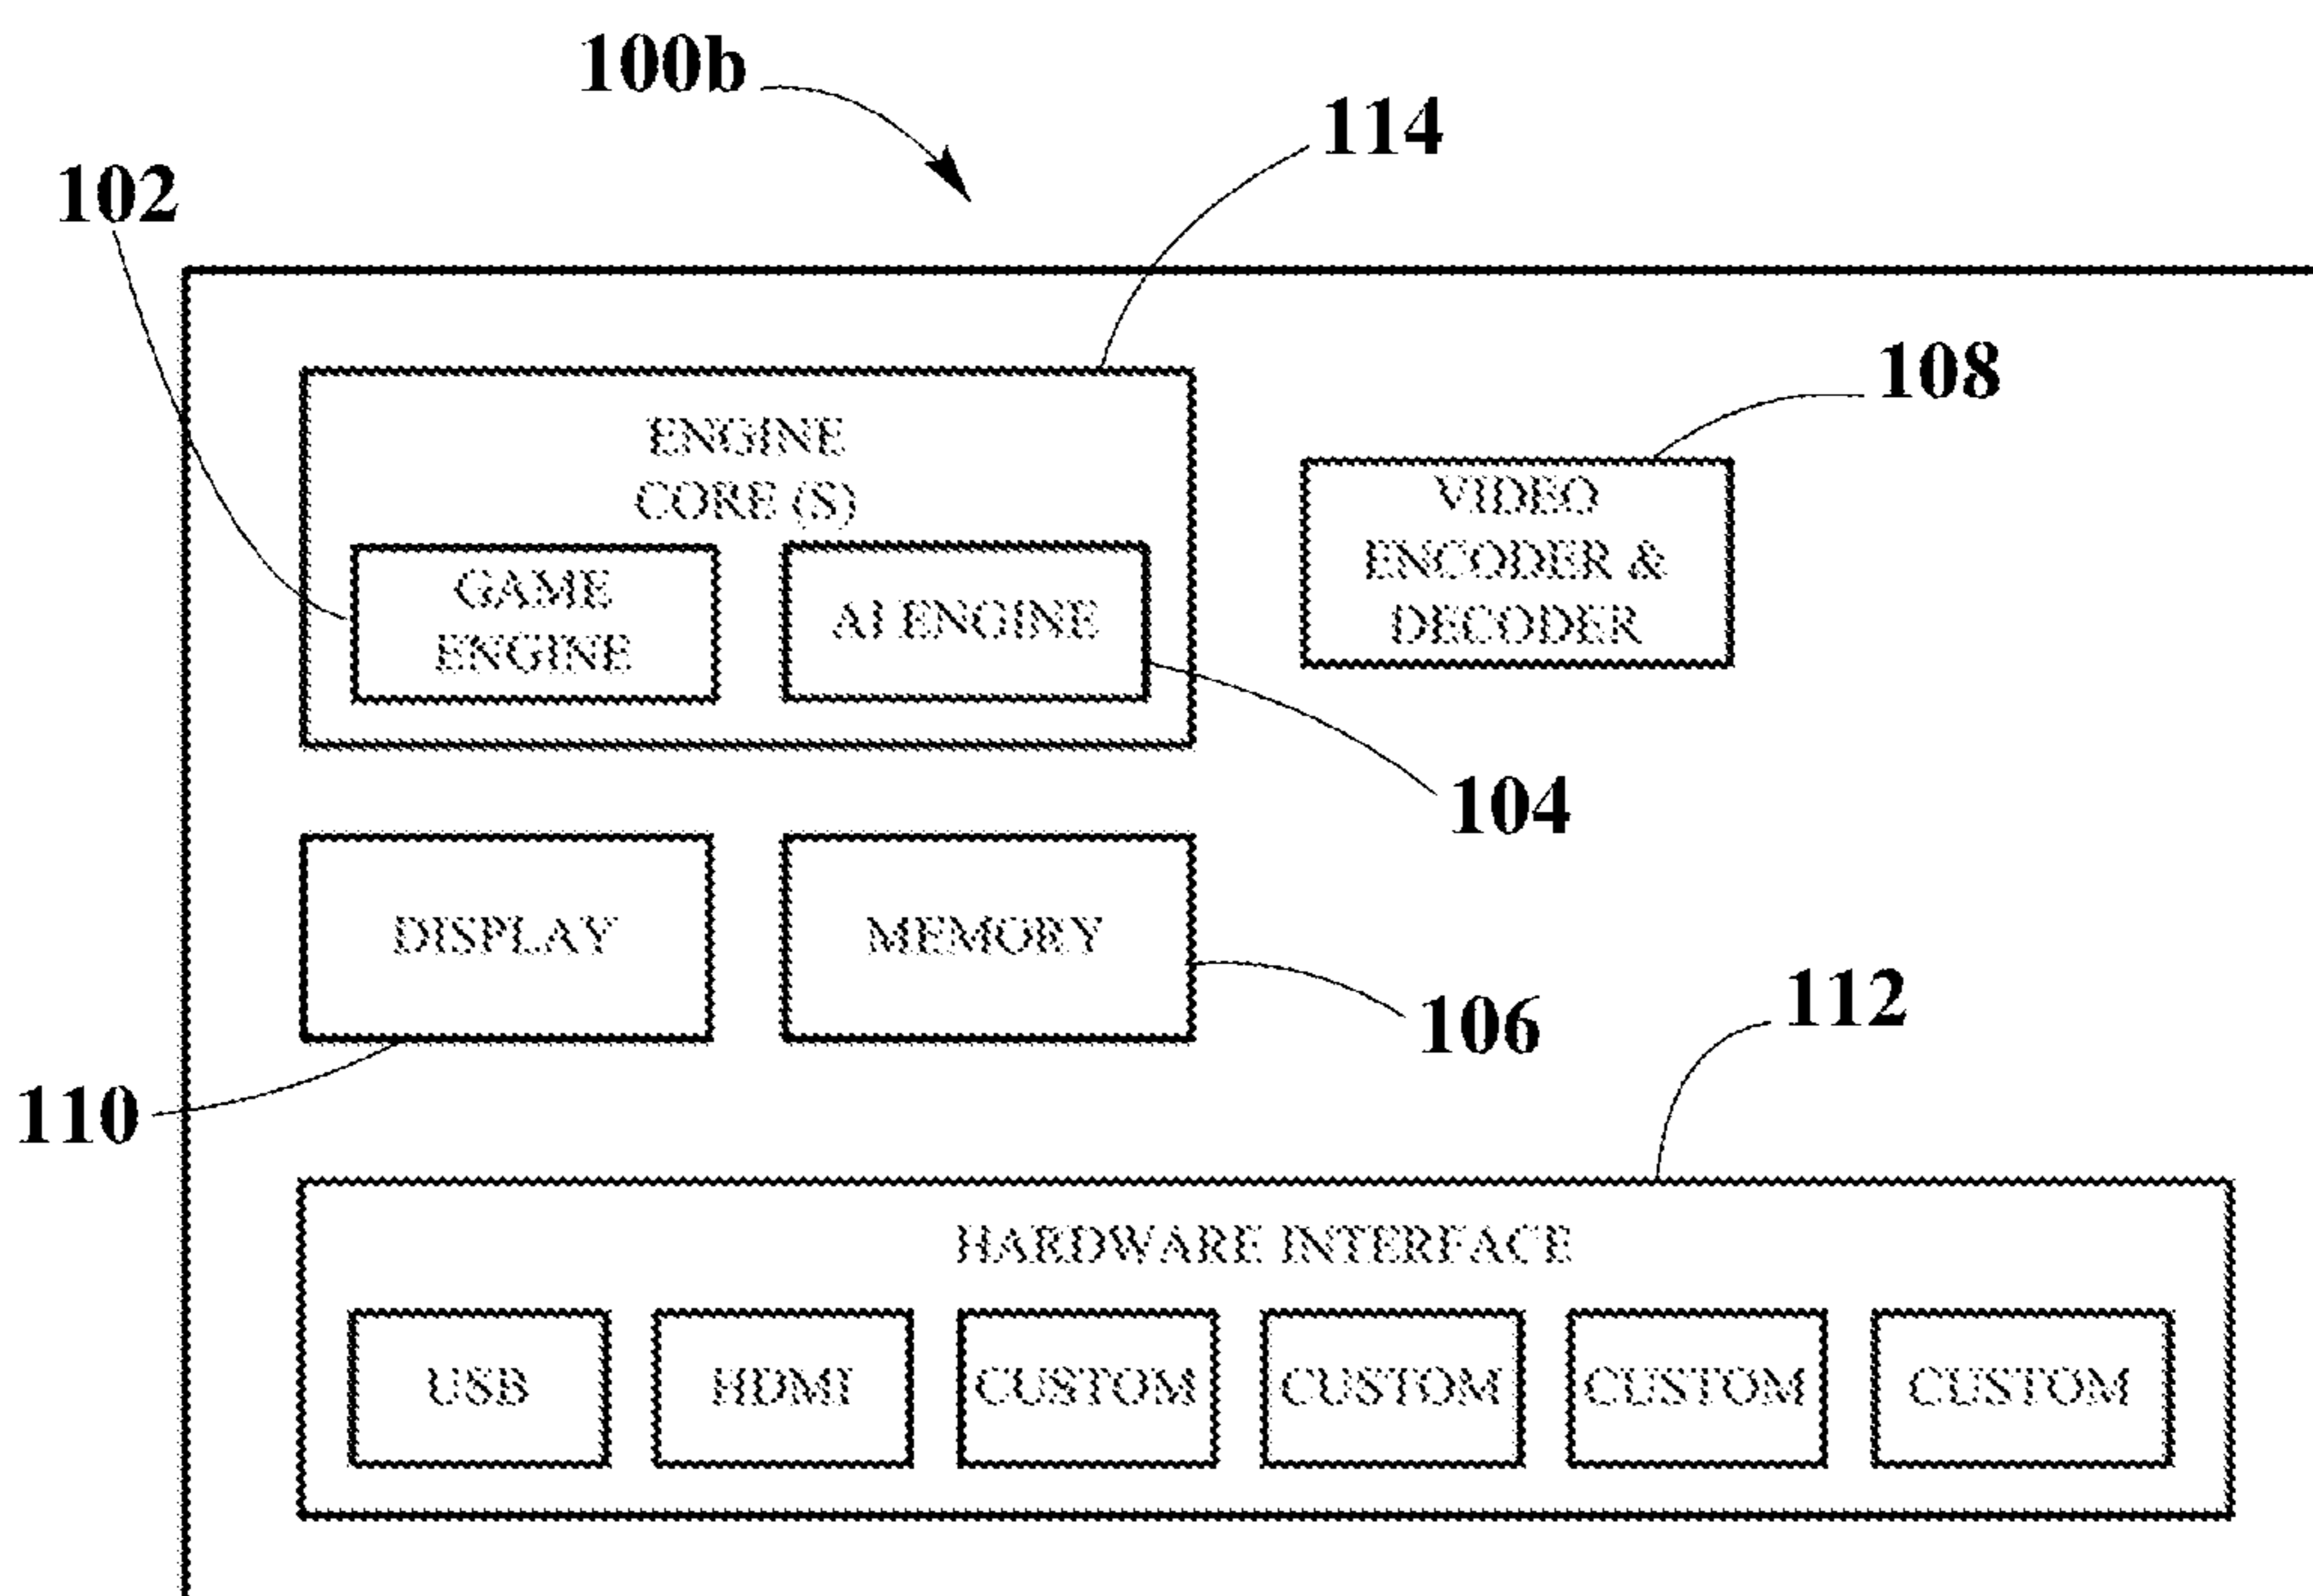 100b
114
102
108
ENGINE
CORE (S)
VIDEO
ENCODER &
DECODER
GAME
ENGINE
AI ENGINE
104
DISPLAY
MEMORY
106
112
110
HARDWARE INTERFACE
USB
HDMI
CUSTOM
CUSTOM
CUSTOM
CUSTOM